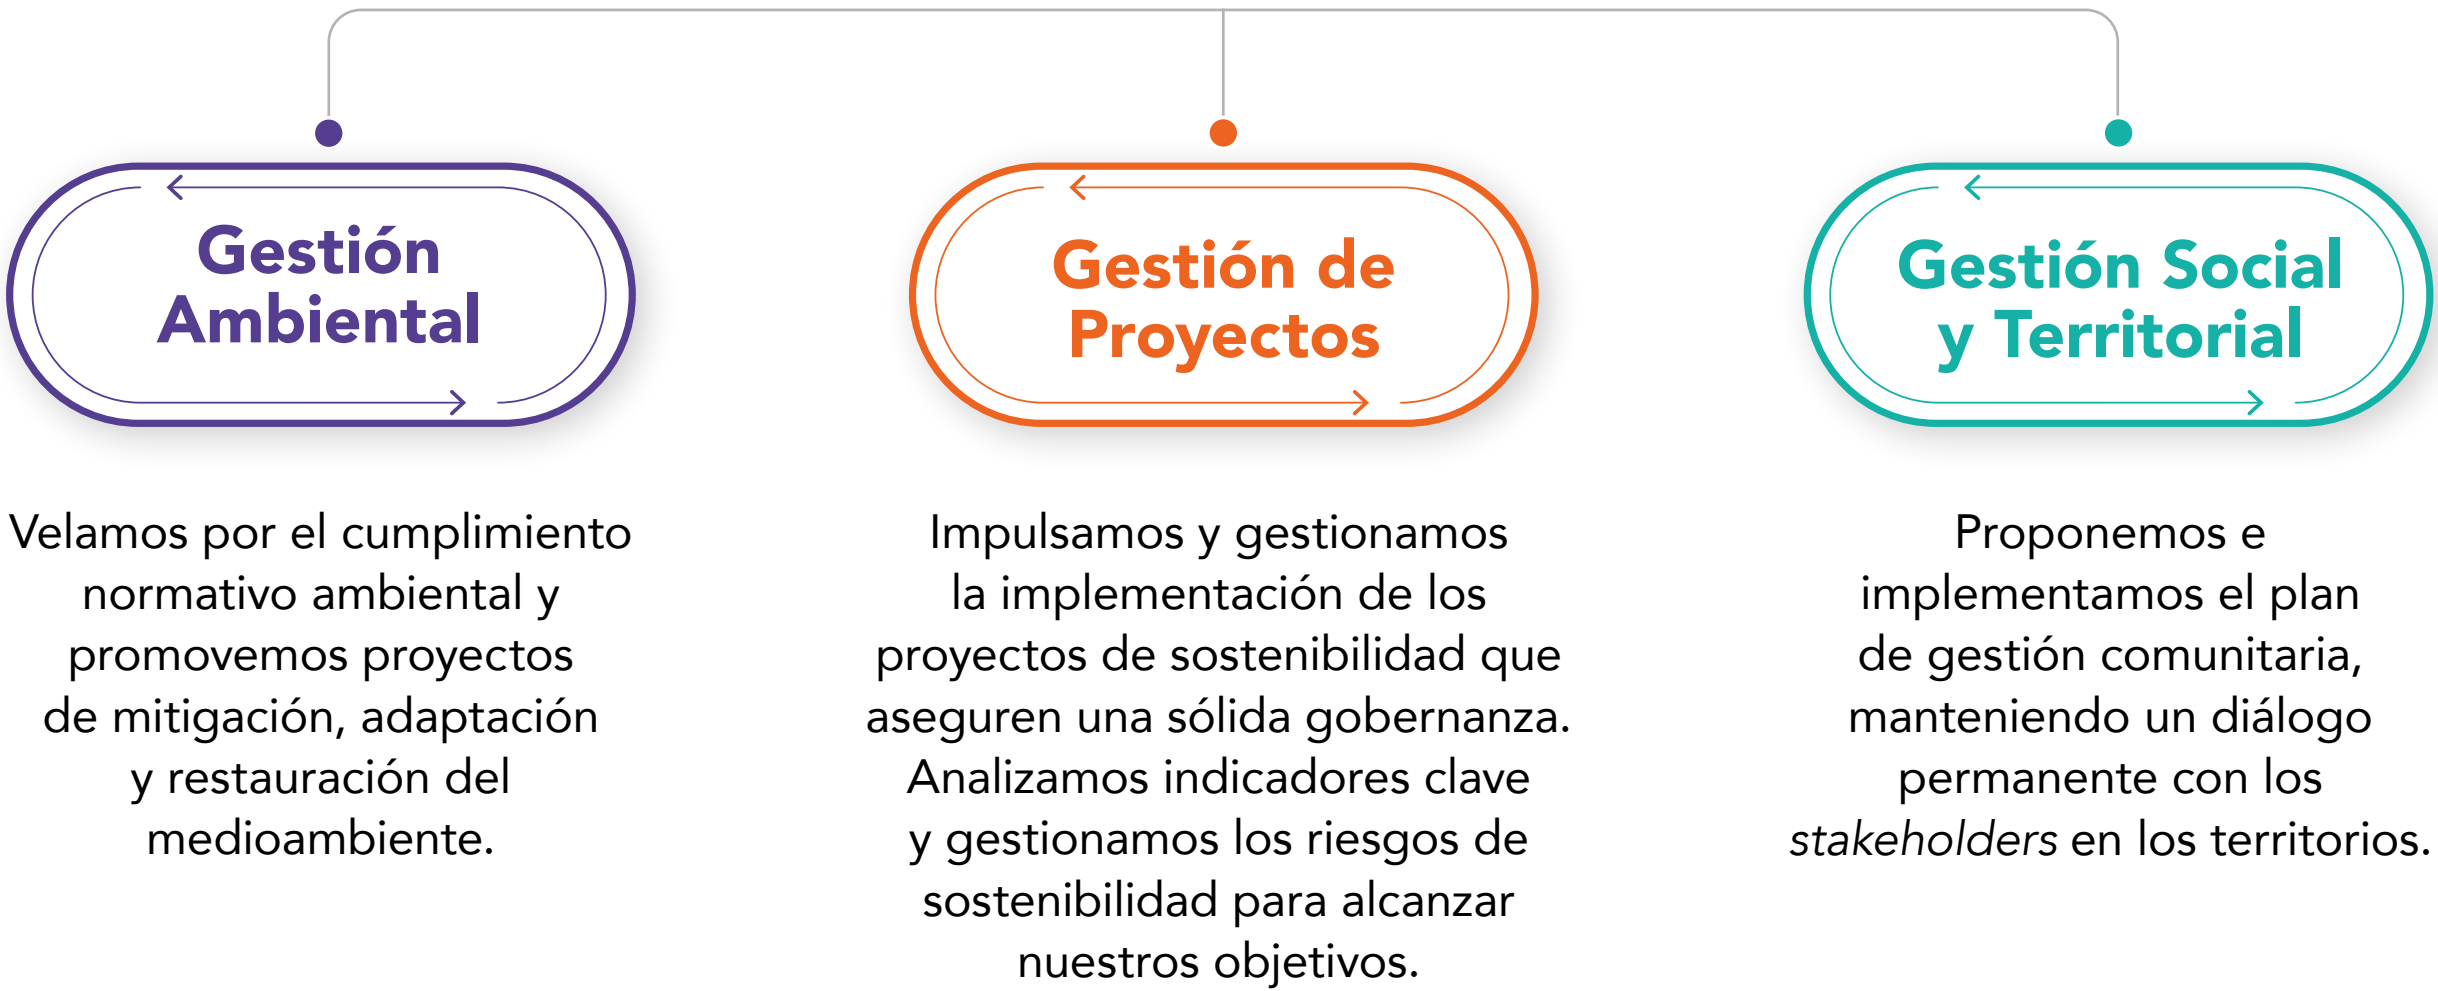 Gestión
Ambiental
Velamos por el cumplimiento
normativo ambiental y
promovemos proyectos
de mitigación, adaptación
y restauración del
medioambiente.
Gestión de
Proyectos
Impulsamos y gestionamos
la implementación de los
proyectos de sostenibilidad que
aseguren una sólida gobernanza.
Analizamos indicadores clave
y gestionamos los riesgos de
sostenibilidad para alcanzar
nuestros objetivos.
Gestión Social
y Territorial
Proponemos e
implementamos el plan
de gestión comunitaria,
manteniendo un diálogo
permanente con los
stakeholders en los territorios.